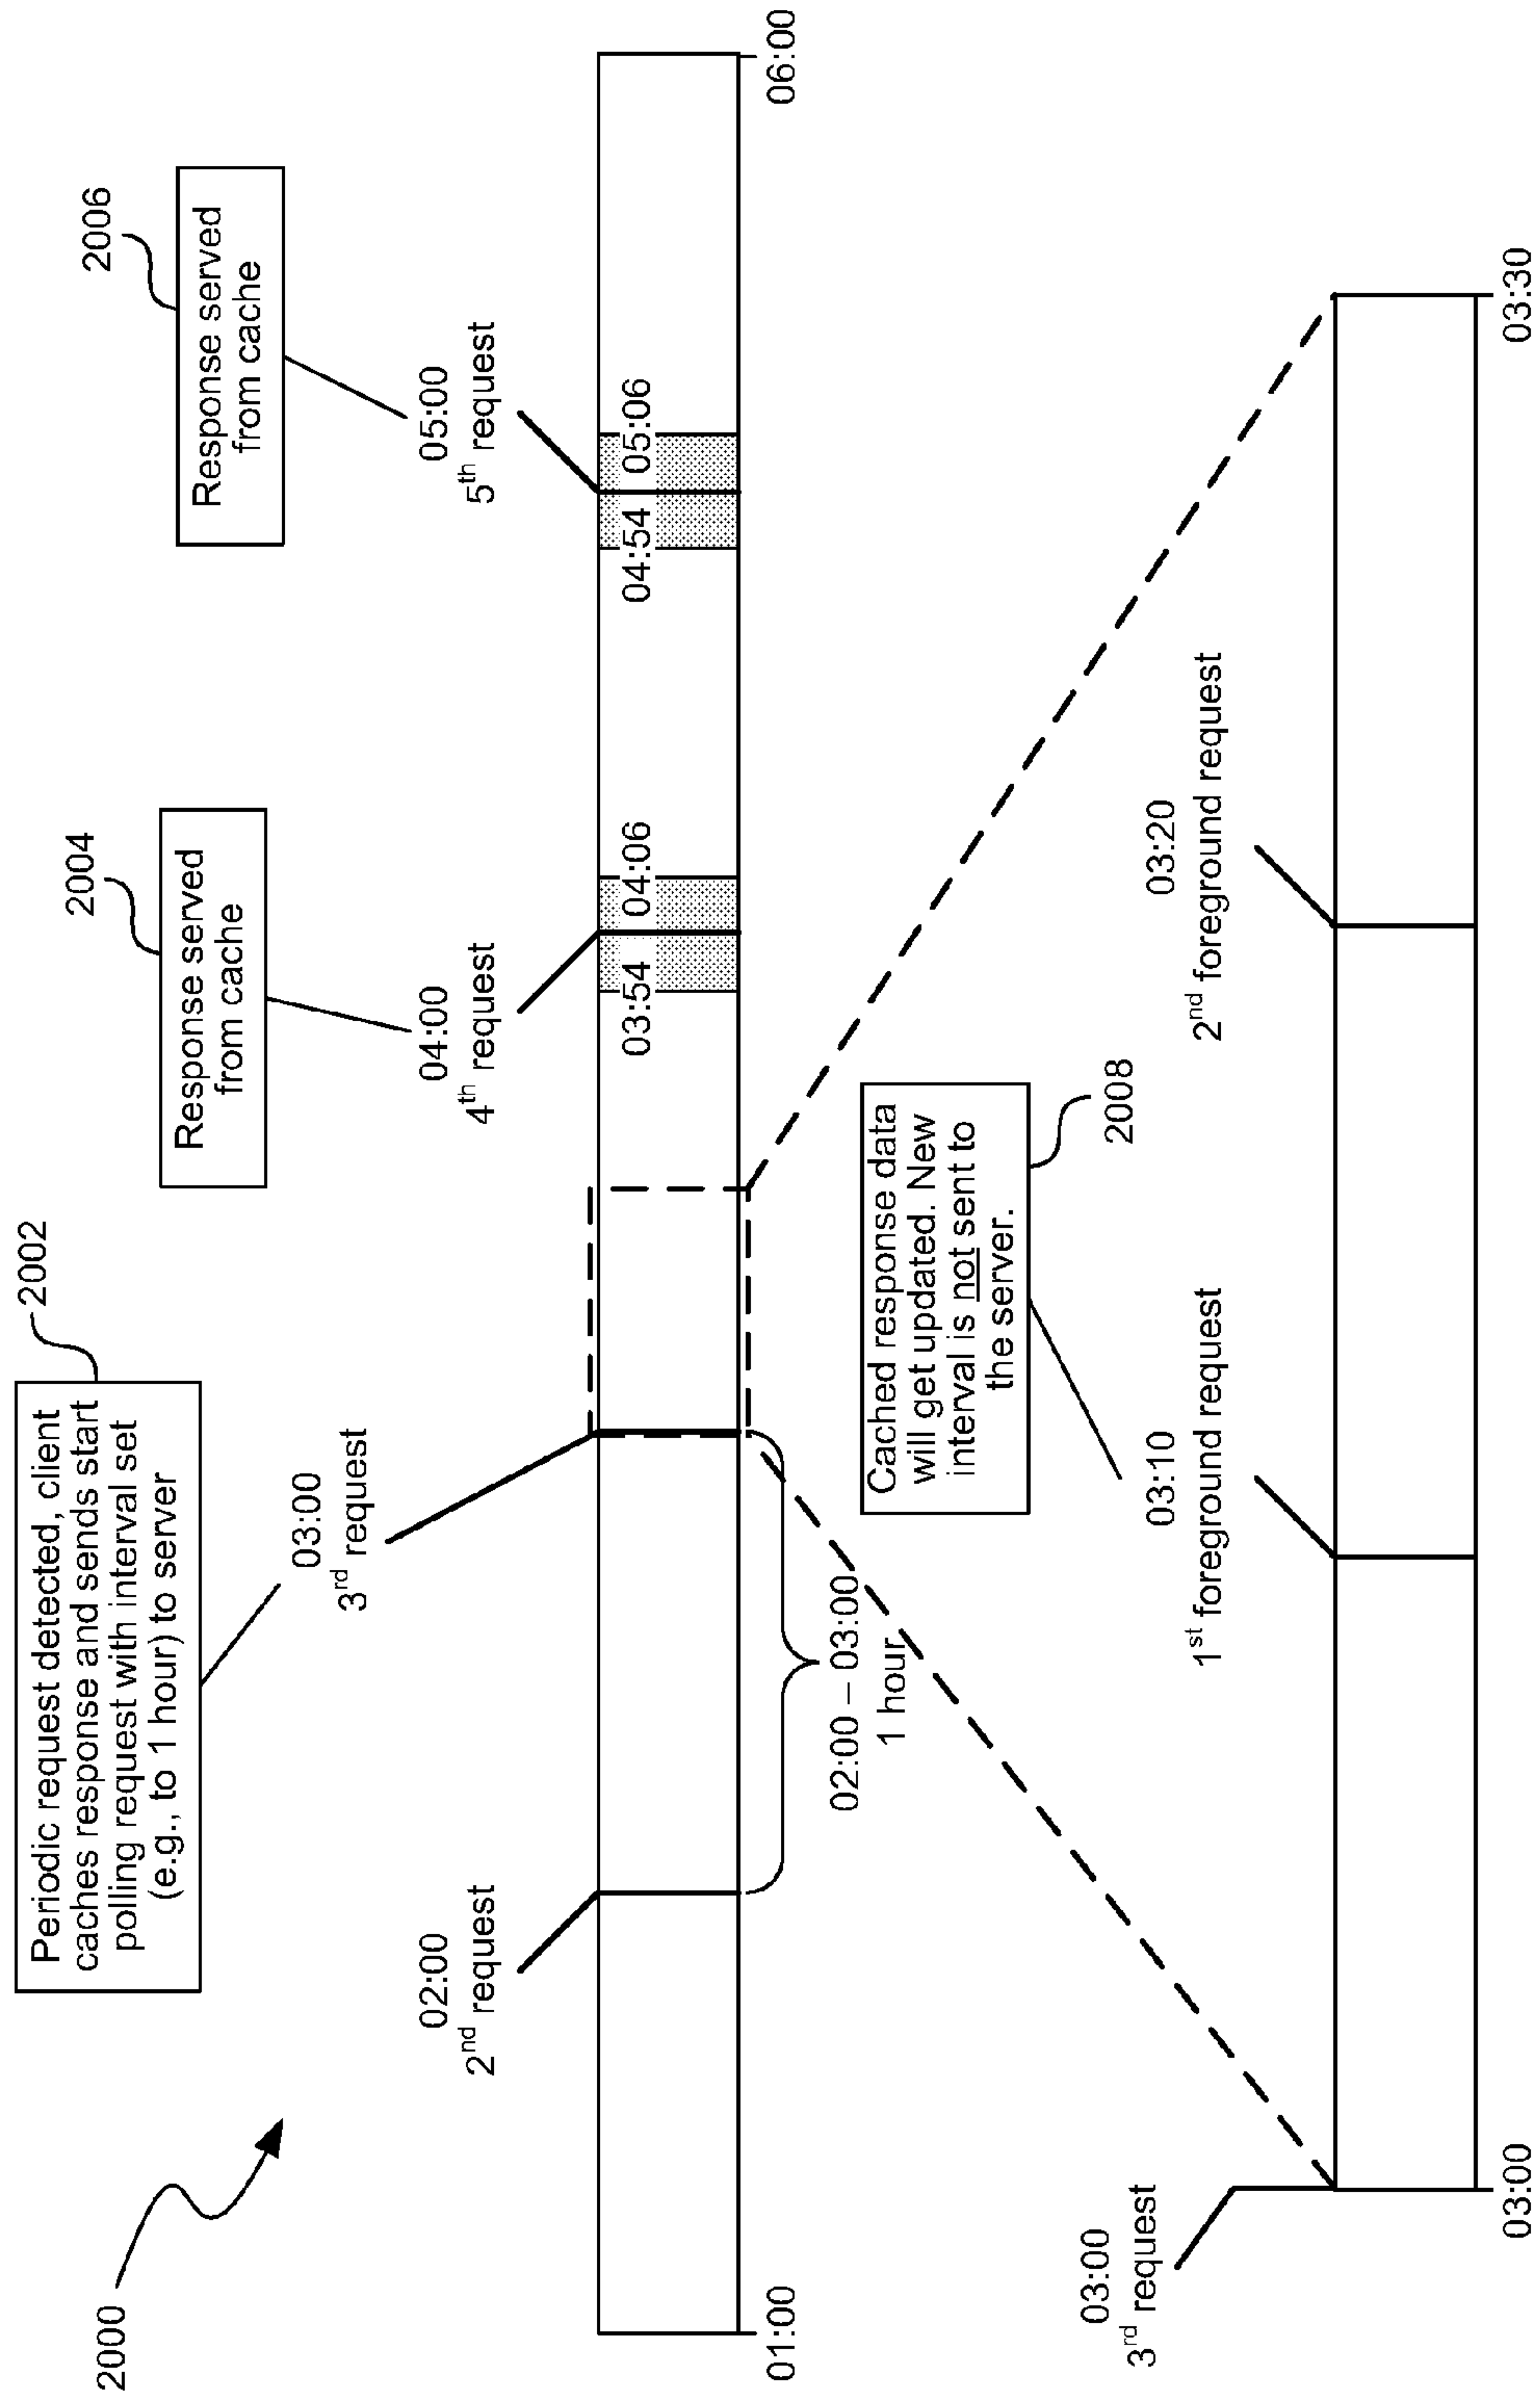 2000
2002
Periodic request detected, client
caches response and sends start
polling request with interval set
(e.g., to 1 hour) to server
2004
Response served
from cache
2006
Response served
from cache
02:00
2nd request
03:00
3rd request
04:00
4th request
05:00
5th request
03:54 04:06
04:54 05:06
01:00
06:00
02:00 – 03:00
1 hour
Cached response data
will get updated. New
interval is not sent to
the server.
2008
03:00
3rd request
03:10
1st foreground request
03:20
2nd foreground request
03:00
03:30